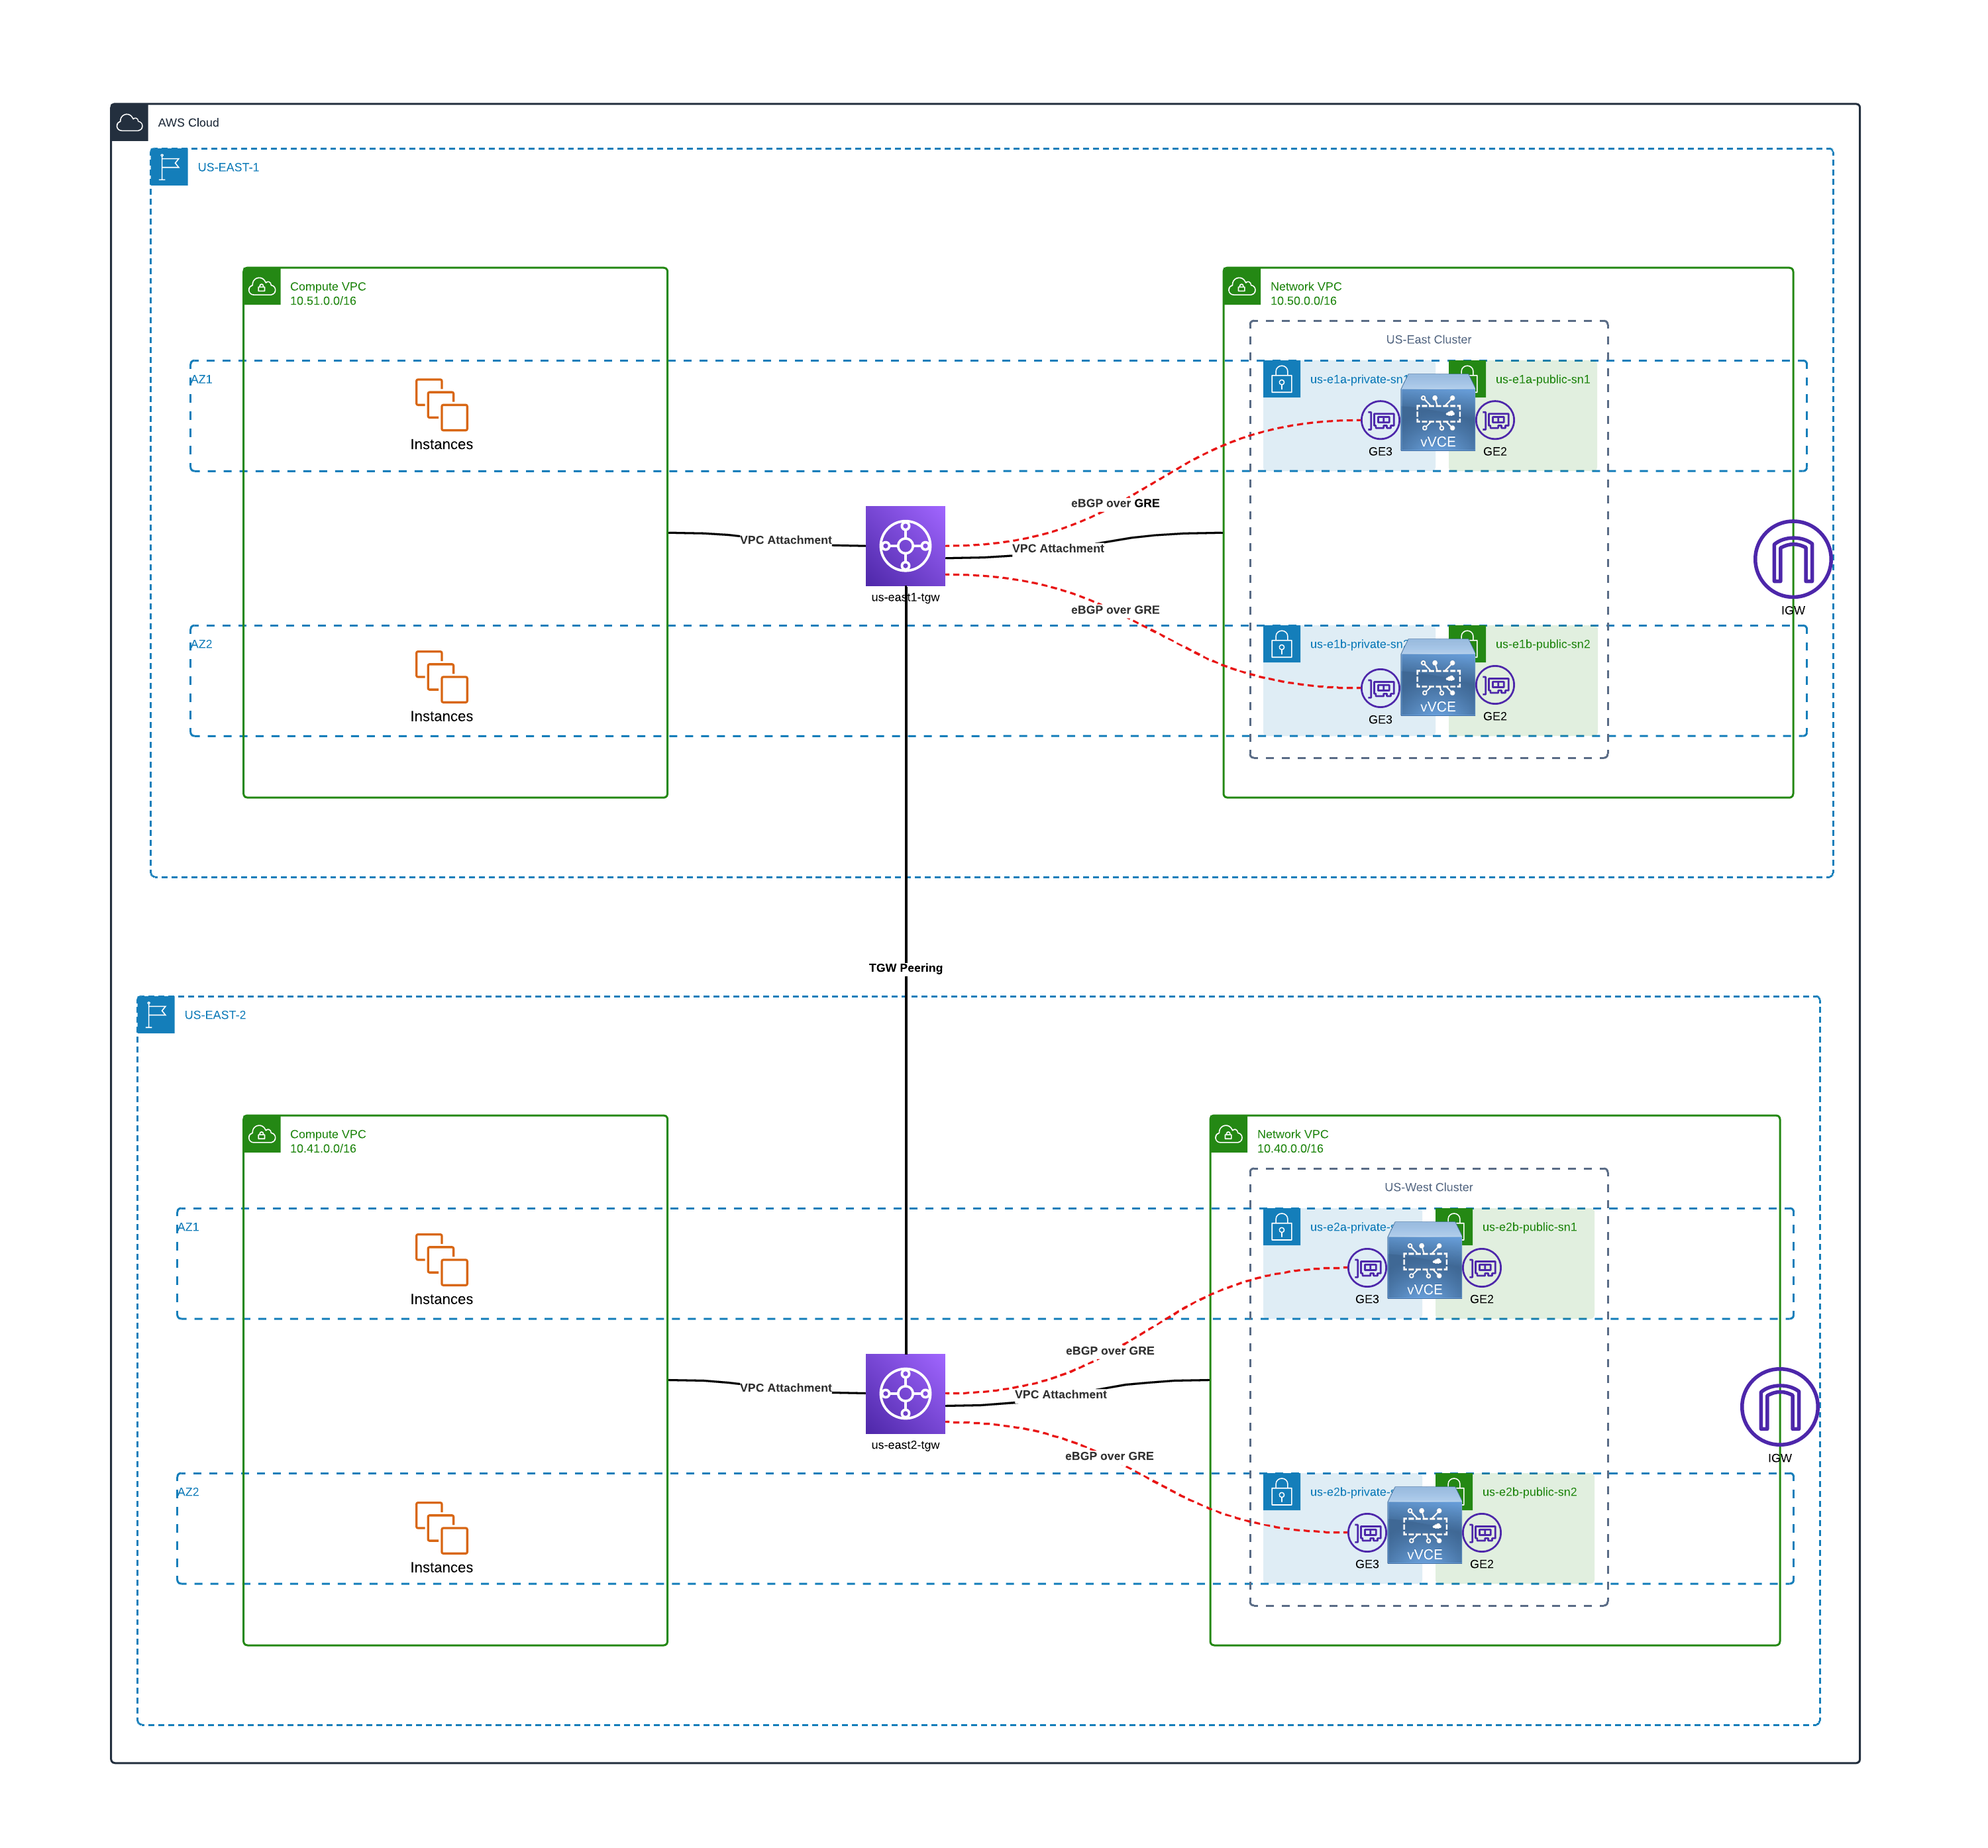 AWS Cloud
US-EAST-1
Compute VPC
10.51.0.0/16
Network VPC
10.50.0.0/16
US-East Cluster
AZ1
Instances
us-e1a-private-sn1
us-e1a-public-sn1
vVCE
GE3
GE2
eBGP over GRE
VPC Attachment
VPC Attachment
us-east1-tgw
eBGP over GRE
IGW
AZ2
Instances
us-e1b-private-sn2
us-e1b-public-sn2
vVCE
GE3
GE2
TGW Peering
US-EAST-2
Compute VPC
10.41.0.0/16
Network VPC
10.40.0.0/16
US-West Cluster
AZ1
Instances
us-e2a-private-
us-e2b-public-sn1
vVCE
GE3
GE2
eBGP over GRE
VPC Attachment
VPC Attachment
us-east2-tgw
eBGP over GRE
IGW
AZ2
Instances
us-e2b-private-
us-e2b-public-sn2
vVCE
GE3
GE2